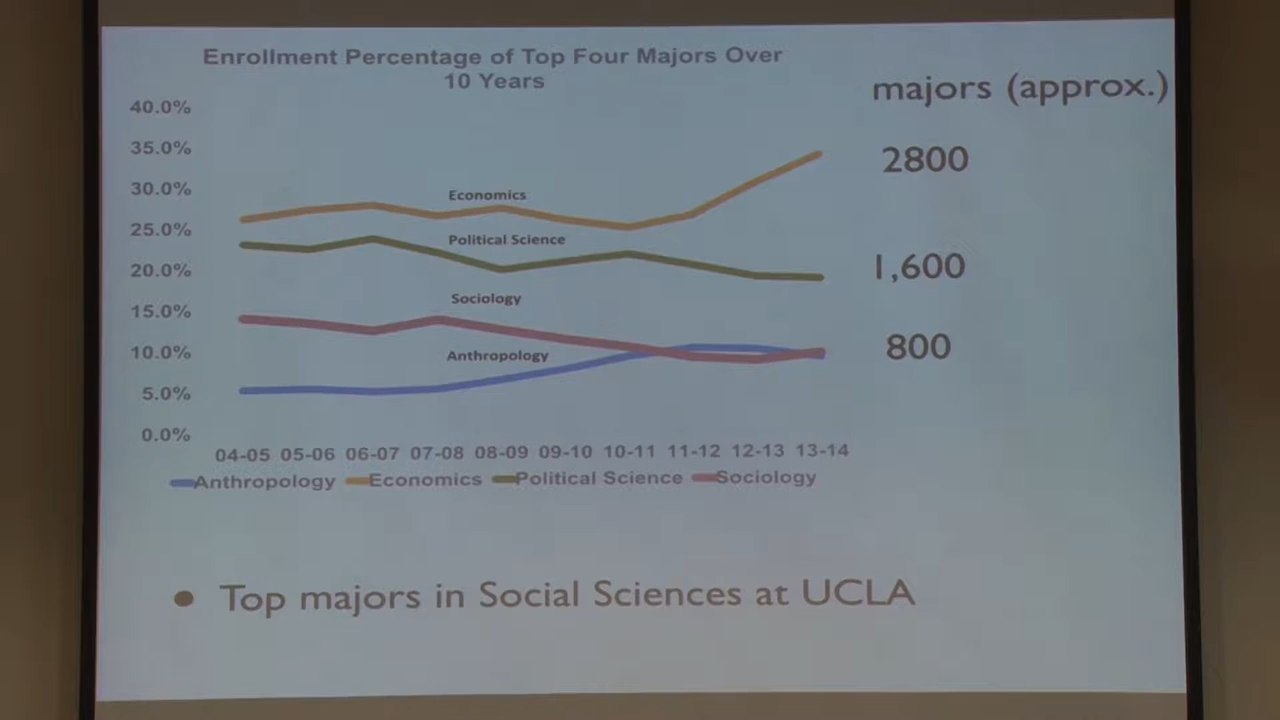 Enrollment Percentage of Top Four Majors Over
10 Years
majors (approx.)
40.0%
35.0%
30.0%
25.0%
20.0%
15.0%
10.0%
5.0%
0.0%
Economics
Political Science
Sociology
Anthropology
2800
1,600
800
04-05 05-06 06-07 07-08 08-09 09-10 10-11 11-12 12-13 13-14
Anthropology Economics Political Science Sociology
• Top majors in Social Sciences at UCLA